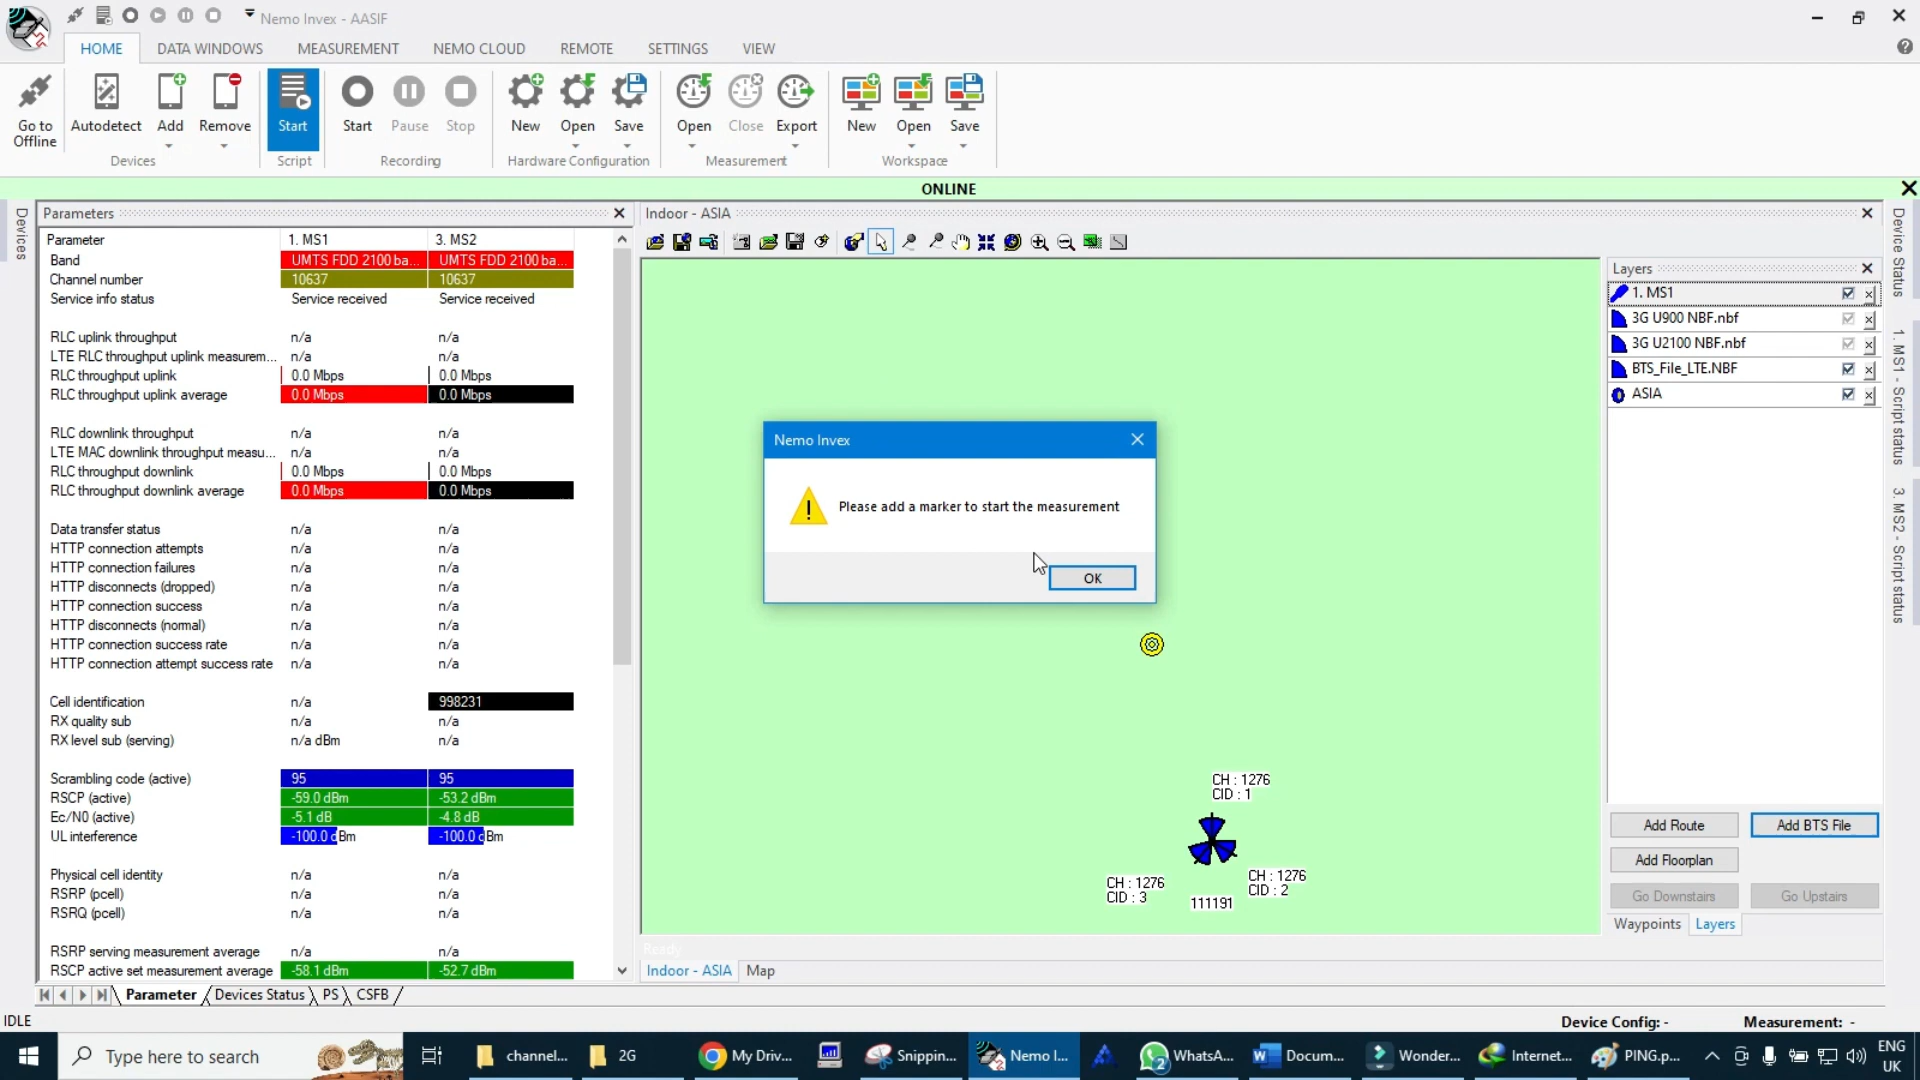 Nemo Invex - AASIF
HOME DATA WINDOWS MEASUREMENT NEMO CLOUD REMOTE SETTINGS VIEW
Go to Offline Autodetect Add Remove Start Start Pause Stop New Open Save Open Close Export New Open Save
Devices Script Recording Hardware Configuration Measurement Workspace
ONLINE
Devices
Parameters
Parameter 1. MS1 3. MS2
Band UMTS FDD 2100 ba... UMTS FDD 2100 ba...
Channel number 10637 10637
Service info status Service received Service received
RLC uplink throughput n/a n/a
LTE RLC throughput uplink measurem... n/a n/a
RLC throughput uplink 0.0 Mbps 0.0 Mbps
RLC throughput uplink average 0.0 Mbps 0.0 Mbps
RLC downlink throughput n/a n/a
LTE MAC downlink throughput measu... n/a n/a
RLC throughput downlink 0.0 Mbps 0.0 Mbps
RLC throughput downlink average 0.0 Mbps 0.0 Mbps
Data transfer status n/a n/a
HTTP connection attempts n/a n/a
HTTP connection failures n/a n/a
HTTP disconnects (dropped) n/a n/a
HTTP connection success n/a n/a
HTTP disconnects (normal) n/a n/a
HTTP connection success rate n/a n/a
HTTP connection attempt success rate n/a n/a
Cell identification n/a 998231
RX quality sub n/a n/a
RX level sub (serving) n/a dBm n/a
Scrambling code (active) 95 95
RSCP (active) -59.0 dBm -53.2 dBm
Ec/N0 (active) -5.1 dB -4.8 dB
UL interference -100.0 dBm -100.0 dBm
Physical cell identity n/a n/a
RSRP (pcell) n/a n/a
RSRQ (pcell) n/a n/a
RSRP serving measurement average n/a n/a
RSCP active set measurement average -58.1 dBm -52.7 dBm
Parameter Devices Status PS CSFB
Indoor - ASIA
Nemo Invex
Please add a marker to start the measurement
OK
CH : 1276
CID : 1
CH : 1276
CID : 2
CH : 1276
CID : 3
111191
Ready
Indoor - ASIA Map
Layers
1. MS1
3G U900 NBF.nbf
3G U2100 NBF.nbf
BTS_File_LTE.NBF
ASIA
Add Route Add BTS File
Add Floorplan
Go Downstairs Go Upstairs
Waypoints Layers
Device Status
1. MS1 - Script status
3. MS2 - Script status
IDLE Device Config: - Measurement: -
Type here to search channel... 2G My Driv... Snippin... Nemo I... WhatsA... Docum... Wonder... Internet... PING.p... ENG
UK
2